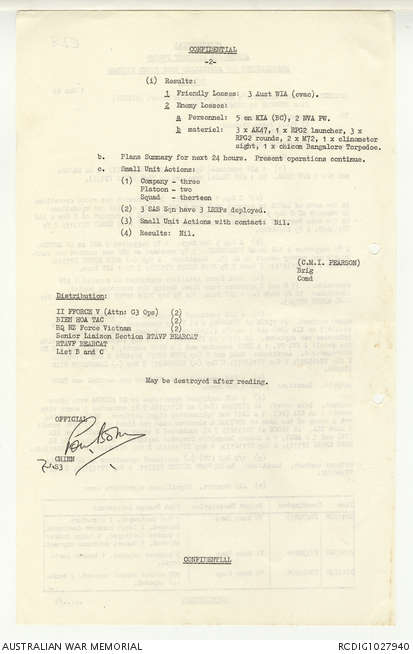 CONFIDENTIAL
-2-
(i) Results:
1 Friendly Losses: 3 Aust WIA (evac).
2 Enemy Losses:
a Personnel: 5 en KIA (BC), 2 NVA PW.
b materiel: 3 x AK47, 1 x RPG2 launcher, 3 x
RPG2 rounds, 2 x M72, 1 x clinometer
sight, 1 x chicom Bangalore Torpedoe.
b. Plans Summary for next 24 hours. Present operations continue.
c. Small Unit Actions:
(1) Company - three
Platoon - two
Squad - thirteen
(2) 3 SAS Sqn have 3 LRRPs deployed.
(3) Small Unit Actions with contact: Nil.
(4) Results: Nil.
(C.M.I. PEARSON)
Brig
Comd
Distribution:
II FFORCE V (Attn: G3 Ops) (2)
BIEN HOA TAC (2)
HQ NZ Force Vietnam (2)
Senior Liaison Section RTAVF BEARCAT
RTAVF BEARCAT
List B and C
May be destroyed after reading.
OFFICIAL
CHIEN
CONFIDENTIAL
AUSTRALIAN WAR MEMORIAL
RCDIG1027940